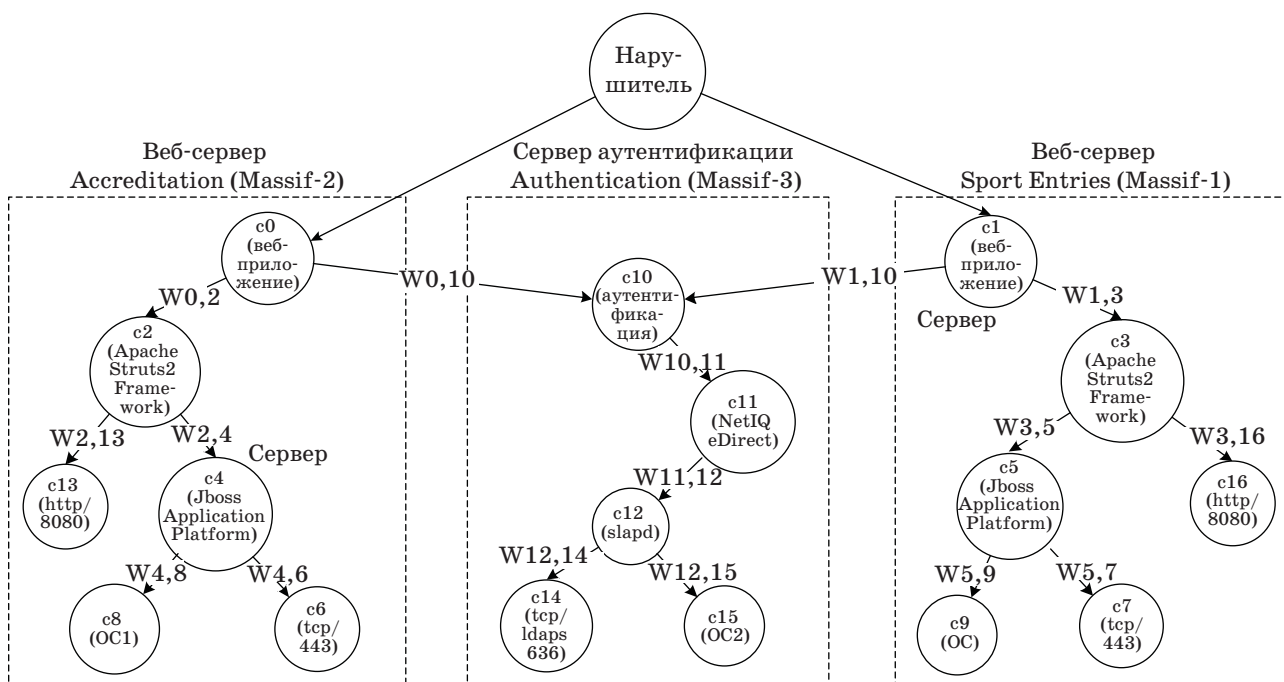 Нару-
шитель
Веб-сервер
Accreditation (Massif-2)
Сервер аутентификации
Authentication (Massif-3)
Веб-сервер
Sport Entries (Massif-1)
c0
(веб-
прило-
жение)
W0,10
W0,2
c2
(Apache
Struts2
Frame-
work)
W2,13
W2,4
Сервер
c13
(http/
8080)
c4
(Jboss
Application
Platform)
W4,8
W4,6
c8
(ОС1)
c6
(tcp/
443)
c10
(аутенти-
фика-
ция)
W10,11
c11
(NetIQ
eDirect)
W11,12
c12
(slapd)
W12,14
W12,15
c14
(tcp/
ldaps
636)
c15
(ОС2)
c1
(веб-
прило-
жение)
W1,10
Сервер
W1,3
c3
(Apache
Struts2
Frame-
work)
W3,5
W3,16
c5
(Jboss
Application
Platform)
c16
(http/
8080)
W5,9
W5,7
c9
(ОС)
c7
(tcp/
443)